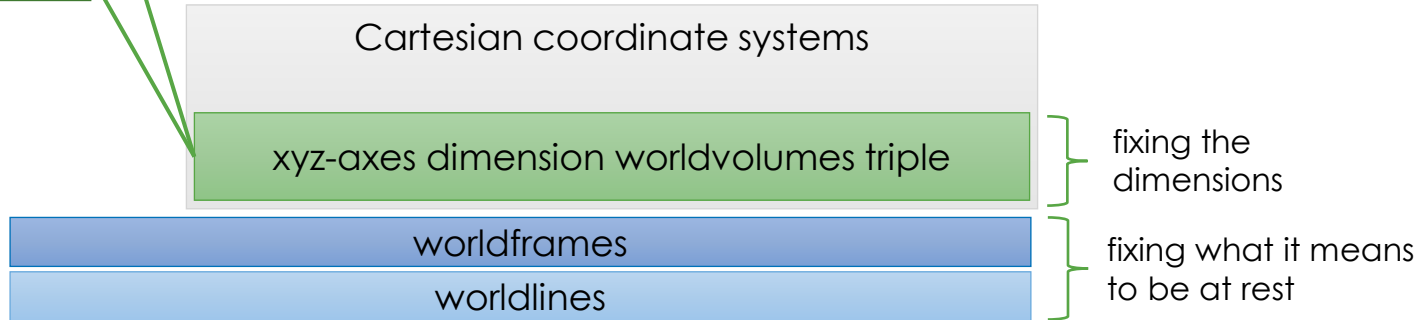 Cartesian coordinate systems
xyz-axes dimension worldvolumes triple
fixing the
dimensions
worldframes
worldlines
fixing what it means
to be at rest